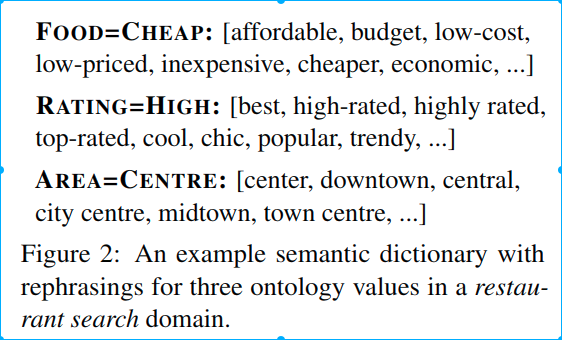 FOOD=CHEAP: [affordable, budget, low-cost,
low-priced, inexpensive, cheaper, economic, ...]
RATING=HIGH: [best, high-rated, highly rated,
top-rated, cool, chic, popular, trendy, ...]
AREA=CENTRE: [center, downtown, central,
city centre, midtown, town centre, ...]
Figure 2: An example semantic dictionary with
rephrasings for three ontology values in a restau-
rant search domain.